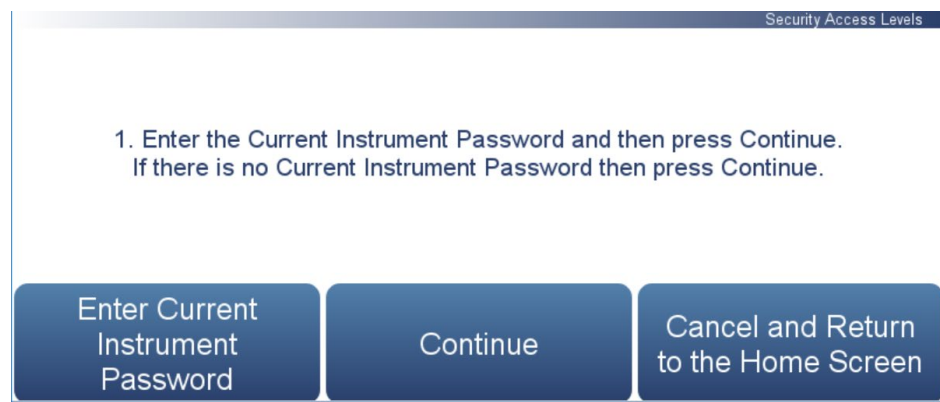 Security Access Levels
1. Enter the Current Instrument Password and then press Continue.
If there is no Current Instrument Password then press Continue.
Enter Current
Instrument
Password
Continue
Cancel and Return
to the Home Screen